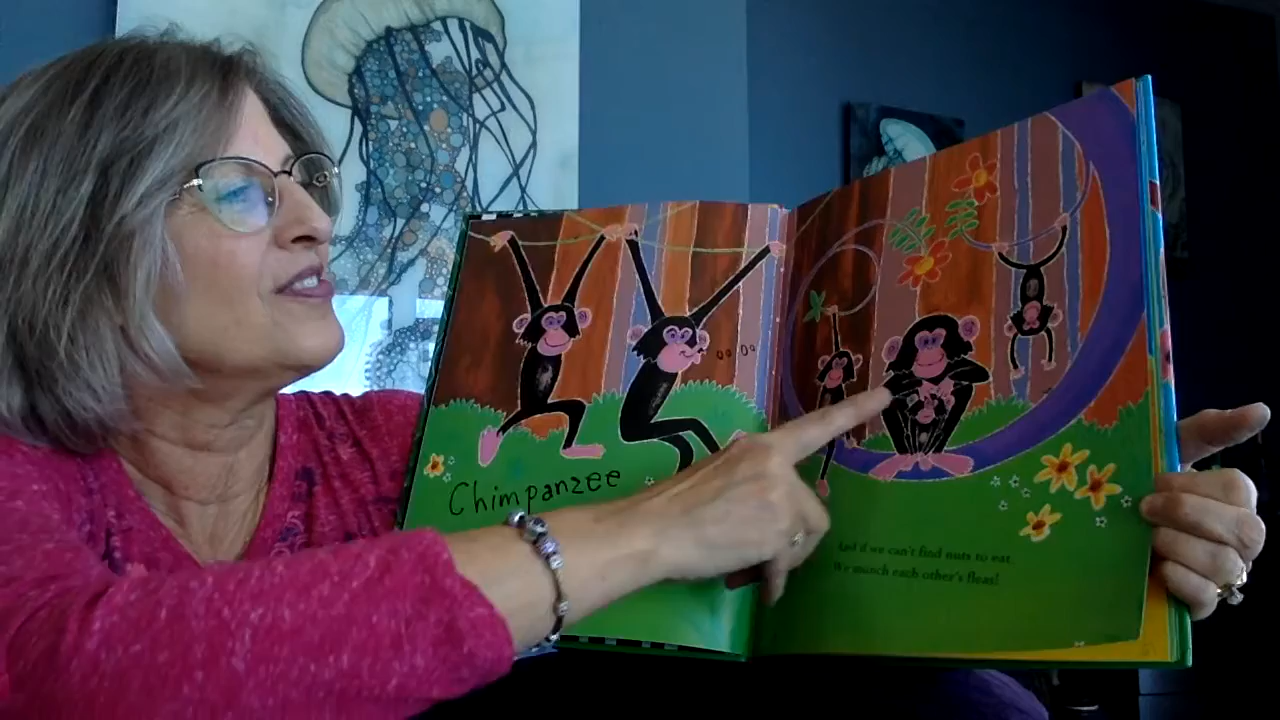 Chimpanzee
And if we can't find nuts to eat
We munch each other's fleas!